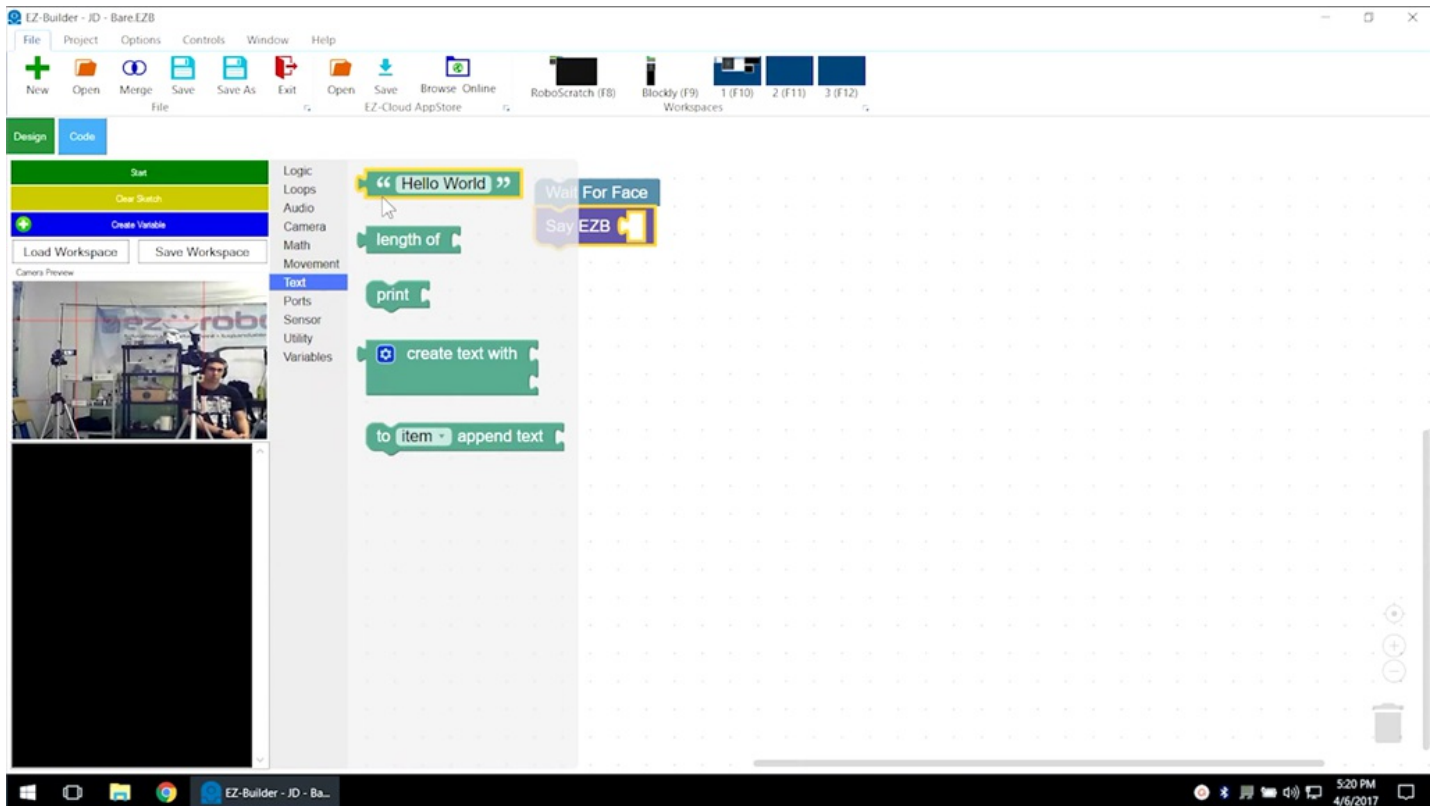 EZ-Builder - JD - Bare.EZB
File Project Options Controls Window Help
New Open Merge Save Save As Exit Open Save Browse Online RoboScratch (F8) Blockly (F9) 1 (F10) 2 (F11) 3 (F12)
File EZ-Cloud AppStore Workspaces
Design Code
Start
Clear Sketch
Create Variable
Load Workspace Save Workspace
Camera Preview
ez robo
Logic
Loops
Audio
Camera
Math
Movement
Text
Ports
Sensor
Utility
Variables
“ Hello World ”
length of
print
create text with
to item append text
Wait For Face
Say EZB
EZ-Builder - JD - Ba...
5:20 PM
4/6/2017